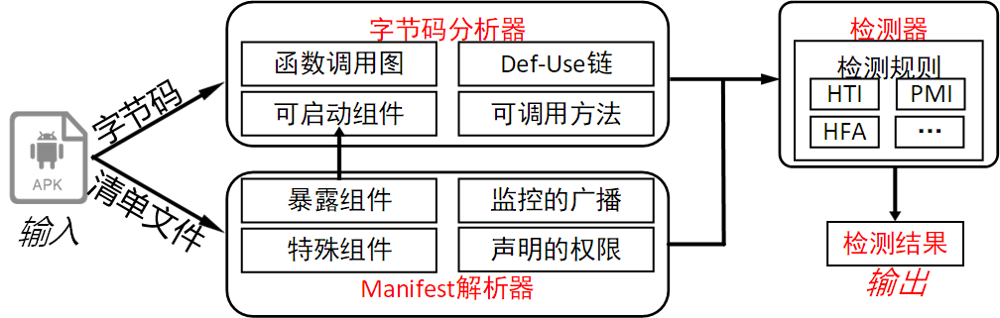 APK
输入
字节码
清单文件
字节码分析器
函数调用图
Def-Use链
可启动组件
可调用方法
暴露组件
监控的广播
特殊组件
声明的权限
Manifest解析器
检测器
检测规则
HTI
PMI
HFA
...
检测结果
输出